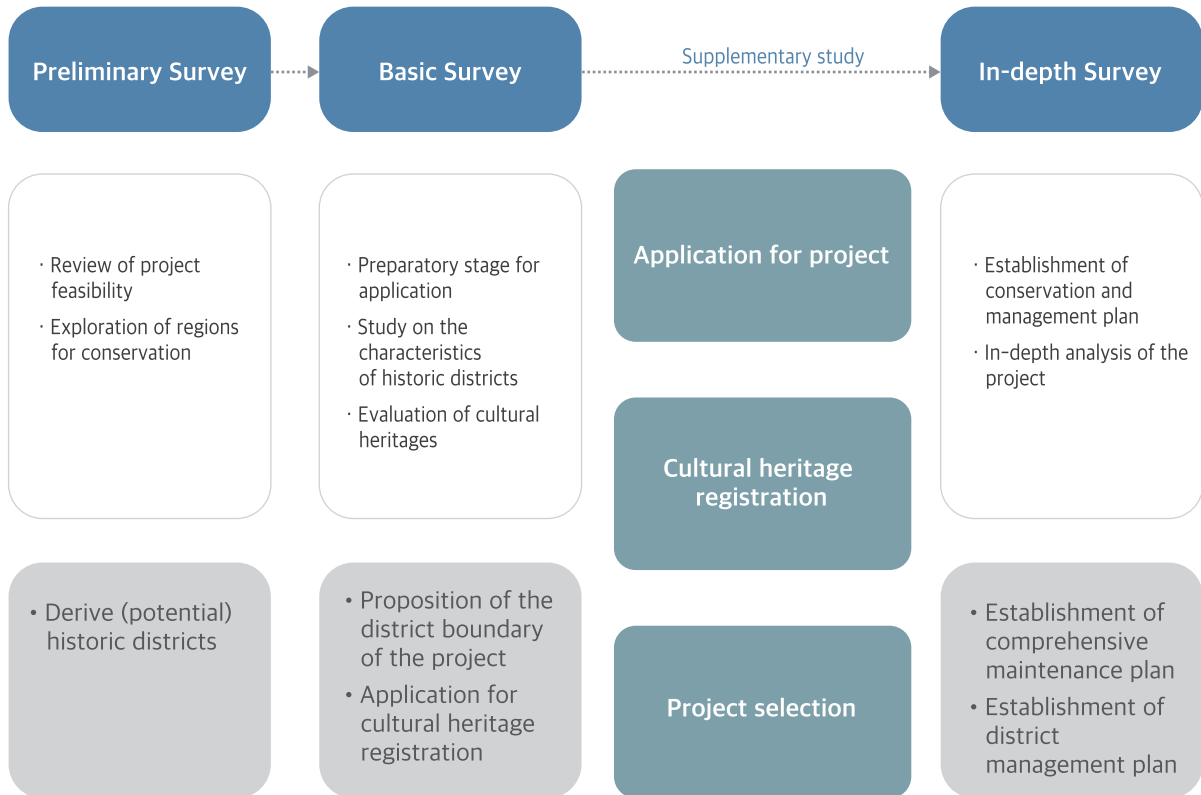 Preliminary Survey
Basic Survey
Supplementary study
In-depth Survey
· Review of project
feasibility
· Exploration of regions
for conservation
· Preparatory stage for
application
· Study on the
characteristics
of historic districts
· Evaluation of cultural
heritages
Application for project
Cultural heritage
registration
Project selection
· Establishment of
conservation and
management plan
· In-depth analysis of the
project
• Derive (potential)
historic districts
• Proposition of the
district boundary
of the project
• Application for
cultural heritage
registration
• Establishment of
comprehensive
maintenance plan
• Establishment of
district
management plan